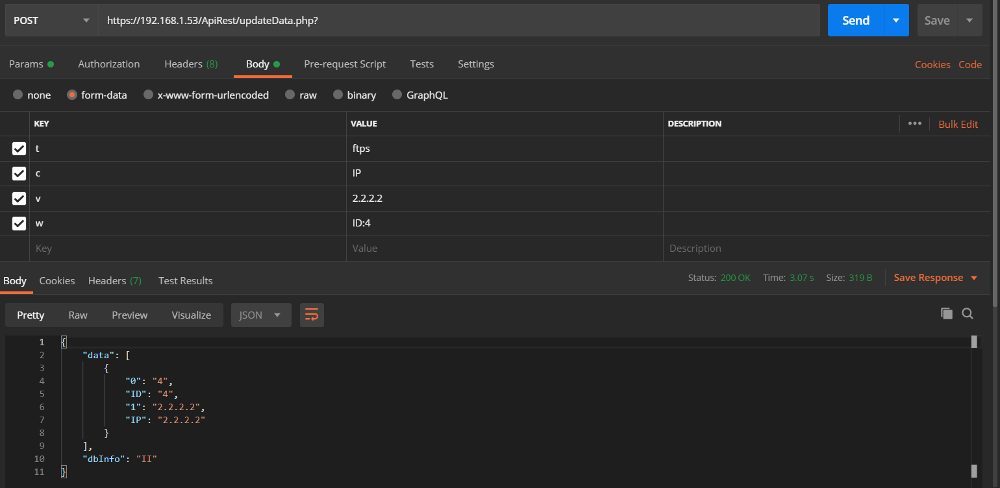 POST https://192.168.1.53/ApiRest/updateData.php? Send Save
Params Authorization Headers (8) Body Pre-request Script Tests Settings Cookies Code
none form-data x-www-form-urlencoded raw binary GraphQL
KEY VALUE DESCRIPTION ••• Bulk Edit
t ftps
c IP
v 2.2.2.2
w ID:4
Key Value Description
Body Cookies Headers (7) Test Results Status: 200 OK Time: 3.07 s Size: 319 B Save Response
Pretty Raw Preview Visualize JSON
1 {
2 "data": [
3 {
4 "0": "4",
5 "ID": "4",
6 "1": "2.2.2.2",
7 "IP": "2.2.2.2"
8 }
9 ],
10 "dbInfo": "II"
11 }